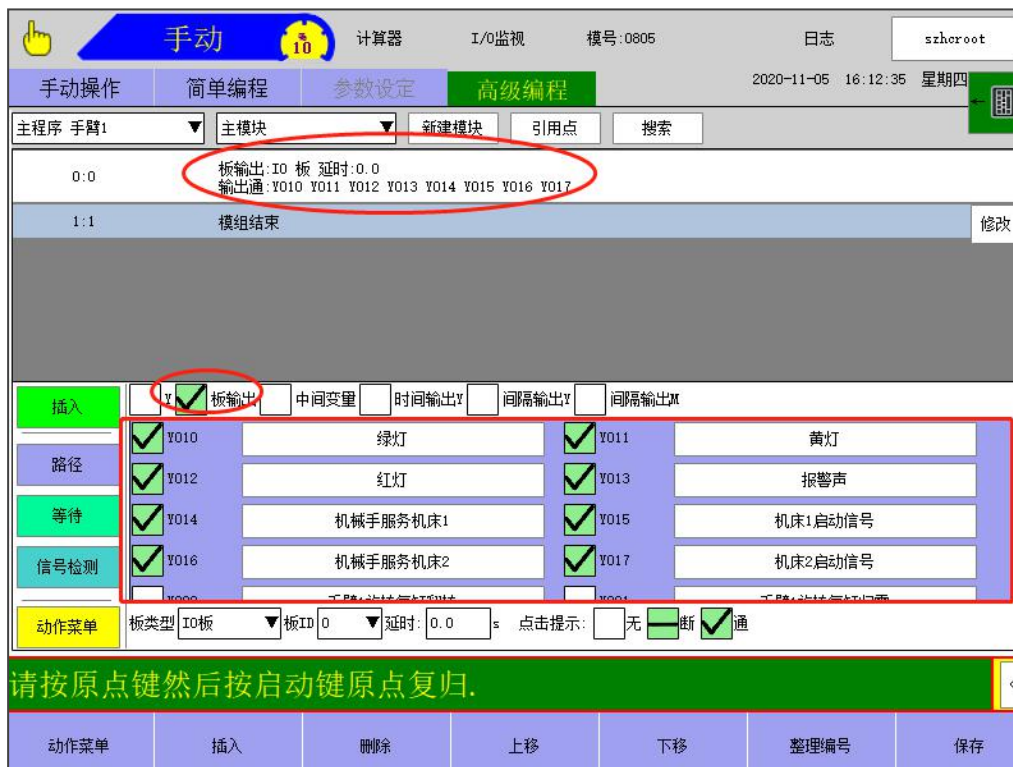 手动 % 10 计算器 I/O监视 模号:0805 日志 szhcroot
手动操作 简单编程 参数设定 高级编程 2020-11-05 16:12:35 星期四
主程序 手臂1 主模块 新建模块 引用点 搜索
0:0 板输出:IO 板 延时:0.0
输出通:Y010 Y011 Y012 Y013 Y014 Y015 Y016 Y017
1:1 模组结束 修改
插入 Y 板输出 中间变量 时间输出Y 间隔输出Y 间隔输出M
Y010 绿灯 Y011 黄灯
路径 Y012 红灯 Y013 报警声
等待 Y014 机械手服务机床1 Y015 机床1启动信号
信号检测 Y016 机械手服务机床2 Y017 机床2启动信号
动作菜单 板类型 IO板 板ID 0 延时: 0.0 s 点击提示: 无 断 通
请按原点键然后按启动键原点复归.
动作菜单 插入 删除 上移 下移 整理编号 保存